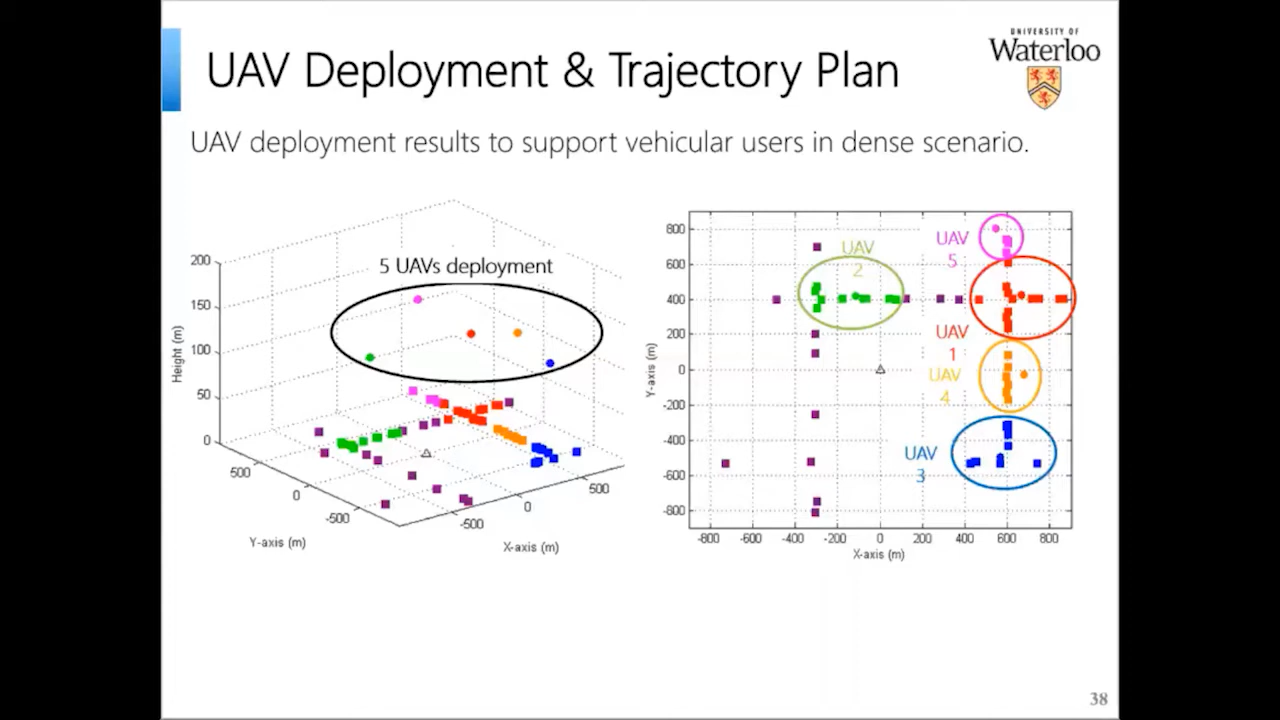 UNIVERSITY OF
Waterloo
UAV Deployment & Trajectory Plan
UAV deployment results to support vehicular users in dense scenario.
5 UAVs deployment
200
150
100
50
0
Height (m)
500
0
-500
Y-axis (m)
-500
0
500
X-axis (m)
800
600
400
200
0
-200
-400
-600
-800
Y-axis (m)
-800
-600
-400
-200
0
200
400
600
800
X-axis (m)
UAV
2
UAV
5
UAV
1
UAV
4
UAV
3
38